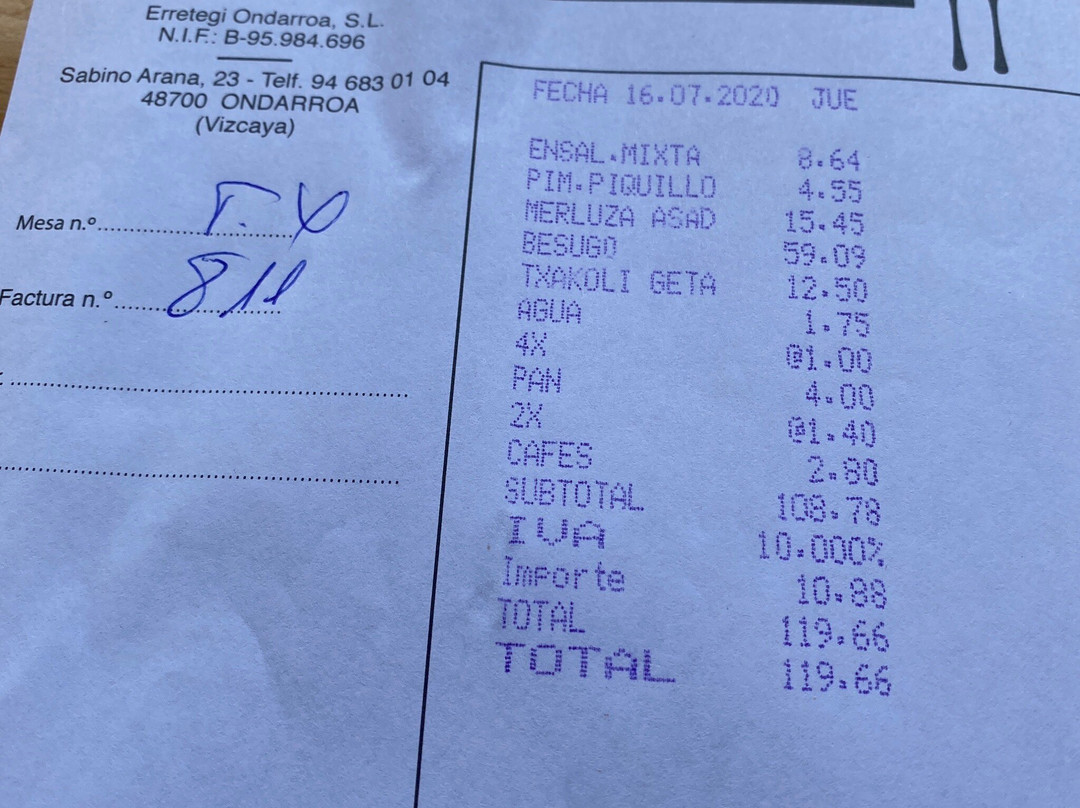 Erretegi Ondarroa, S.L.
N.I.F.: B-95.984.696
Sabino Arana, 23 - Telf. 94 683 01 04
48700 ONDARROA
(Vizcaya)
Mesa n.º
Factura n.º 811
FECHA 16.07.2020 JUE
ENSAL.MIXTA 8.64
PIM.PIQUILLO 4.55
MERLUZA ASAD 15.45
BESUGO 59.09
TXAKOLI GETA 12.50
AGUA 1.75
4X @1.00
PAN 4.00
2X @1.40
CAFES 2.80
SUBTOTAL 108.78
IVA 10.000%
Importe 10.88
TOTAL 119.66
TOTAL 119.66